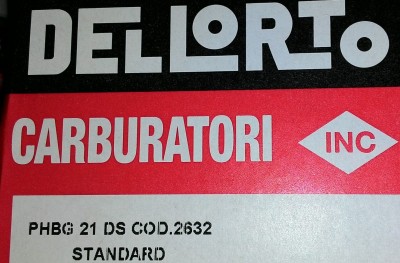 DELLORTO
CARBURATORI INC
PHBG 21 DS COD.2632
STANDARD